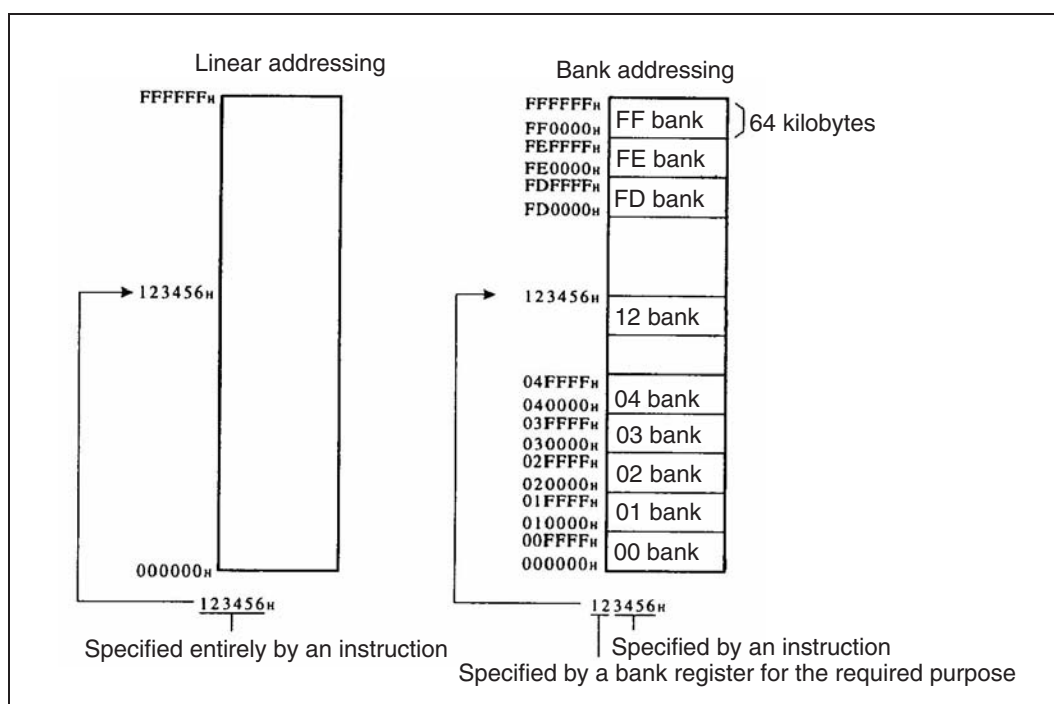 Linear addressing
FFFFFFH
123456H
000000H
123456H
Specified entirely by an instruction
Bank addressing
FFFFFFH
FF bank
64 kilobytes
FF0000H
FEFFFFH
FE bank
FE0000H
FDFFFFH
FD bank
FD0000H
123456H
12 bank
04FFFFH
04 bank
040000H
03FFFFH
03 bank
030000H
02FFFFH
02 bank
020000H
01FFFFH
01 bank
010000H
00FFFFH
00 bank
000000H
123456H
Specified by an instruction
Specified by a bank register for the required purpose